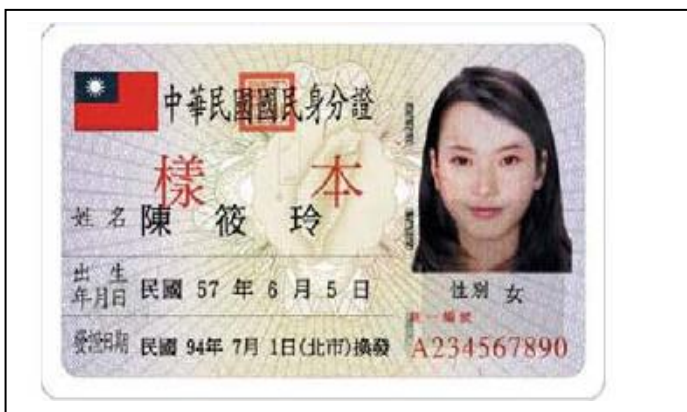 中華民國國民身分證
樣本
姓名 陳筱玲
出生年月日 民國 57 年 6 月 5 日
性別 女
統一編號
發證日期 民國 94年 7月 1日(北市)換發
A234567890